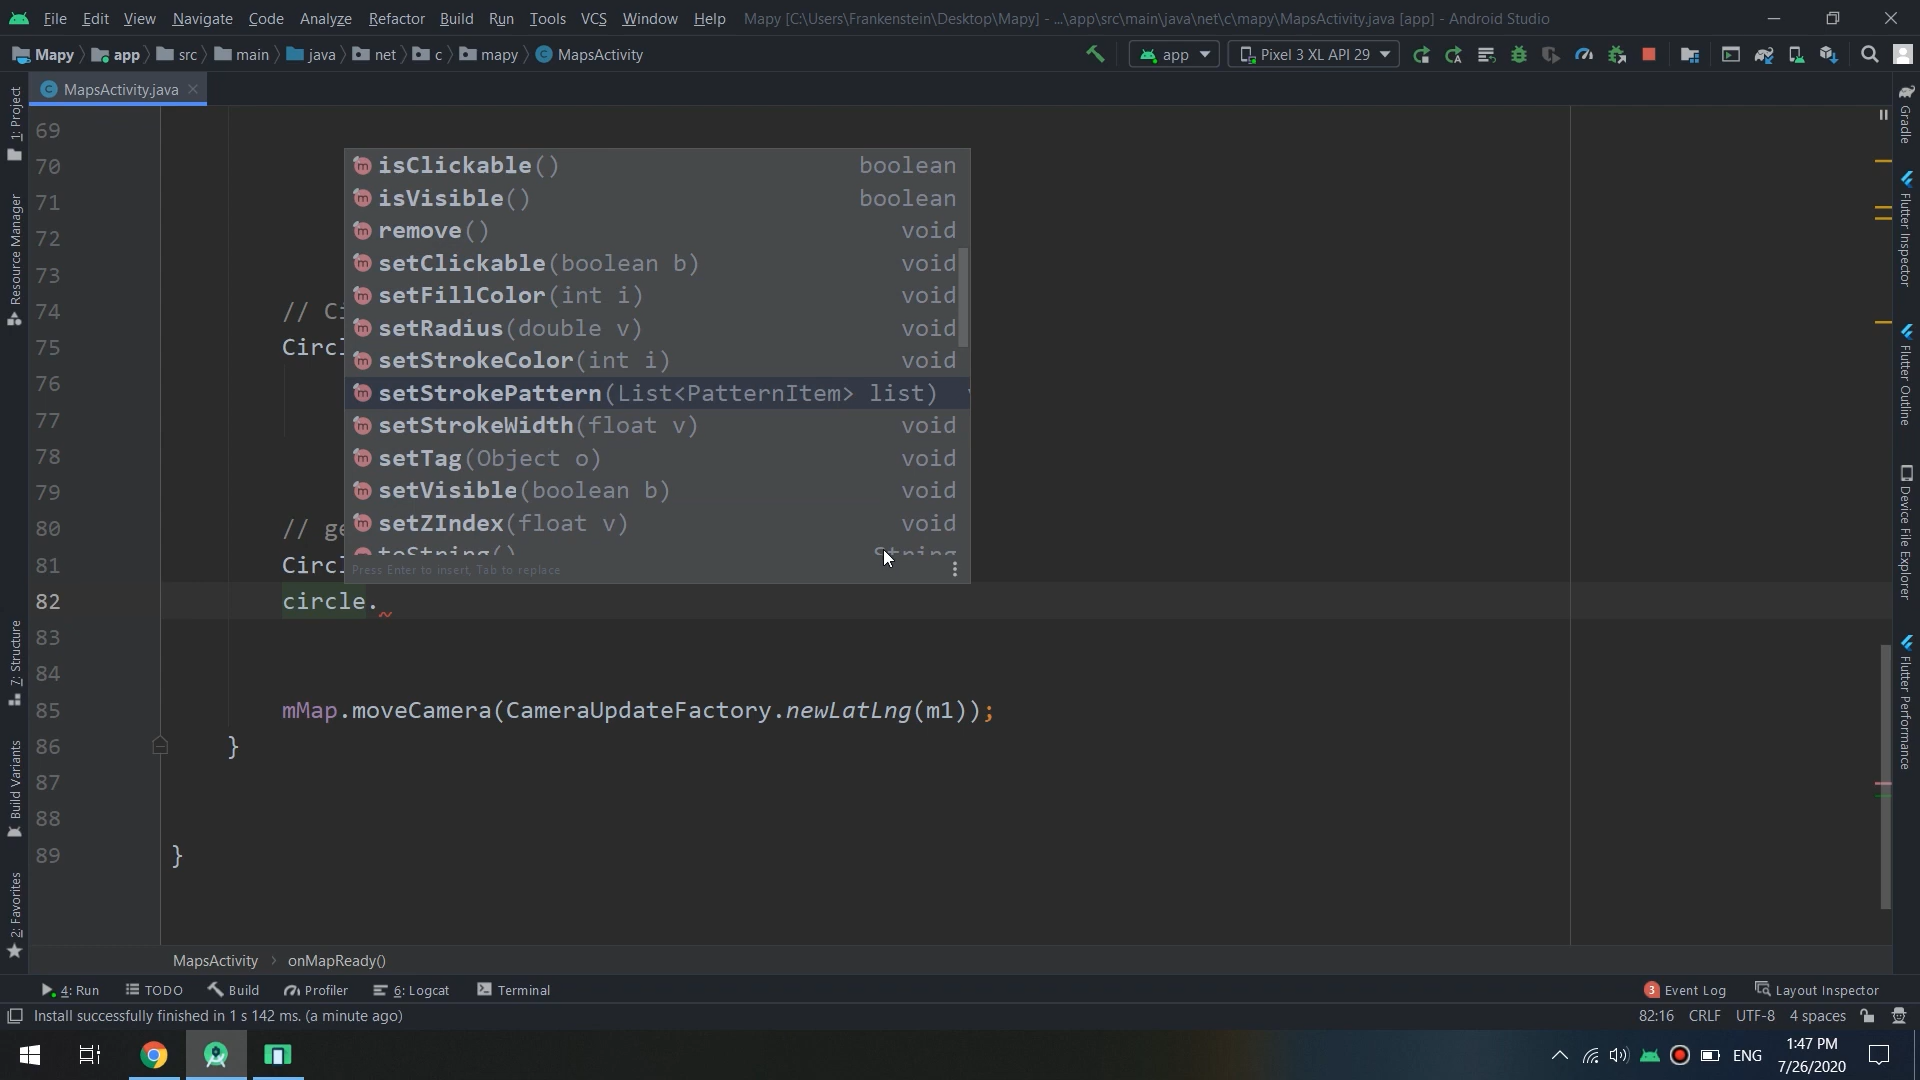 File Edit View Navigate Code Analyze Refactor Build Run Tools VCS Window Help Mapy [C:\Users\Frankenstein\Desktop\Mapy] - ...\app\src\main\java\net\c\mapy\MapsActivity.java [app] - Android Studio
Mapy app src main java net c mapy MapsActivity app Pixel 3 XL API 29
MapsActivity.java
1: Project
Resource Manager
7: Structure
Build Variants
2: Favorites
69
70
71
72
73
74 // Ci
75 Circl
76
77
78
79
80 // ge
81 Circl
82 circle.
83
84
85 mMap.moveCamera(CameraUpdateFactory.newLatLng(m1));
86 }
87
88
89 }
isClickable() boolean
isVisible() boolean
remove() void
setClickable(boolean b) void
setFillColor(int i) void
setRadius(double v) void
setStrokeColor(int i) void
setStrokePattern(List<PatternItem> list)
setStrokeWidth(float v) void
setTag(Object o) void
setVisible(boolean b) void
setZIndex(float v) void
toString() String
Press Enter to insert, Tab to replace
Gradle
Flutter Inspector
Flutter Outline
Device File Explorer
Flutter Performance
MapsActivity onMapReady()
4: Run TODO Build Profiler 6: Logcat Terminal 3 Event Log Layout Inspector
Install successfully finished in 1 s 142 ms. (a minute ago) 82:16 CRLF UTF-8 4 spaces
ENG 1:47 PM
7/26/2020